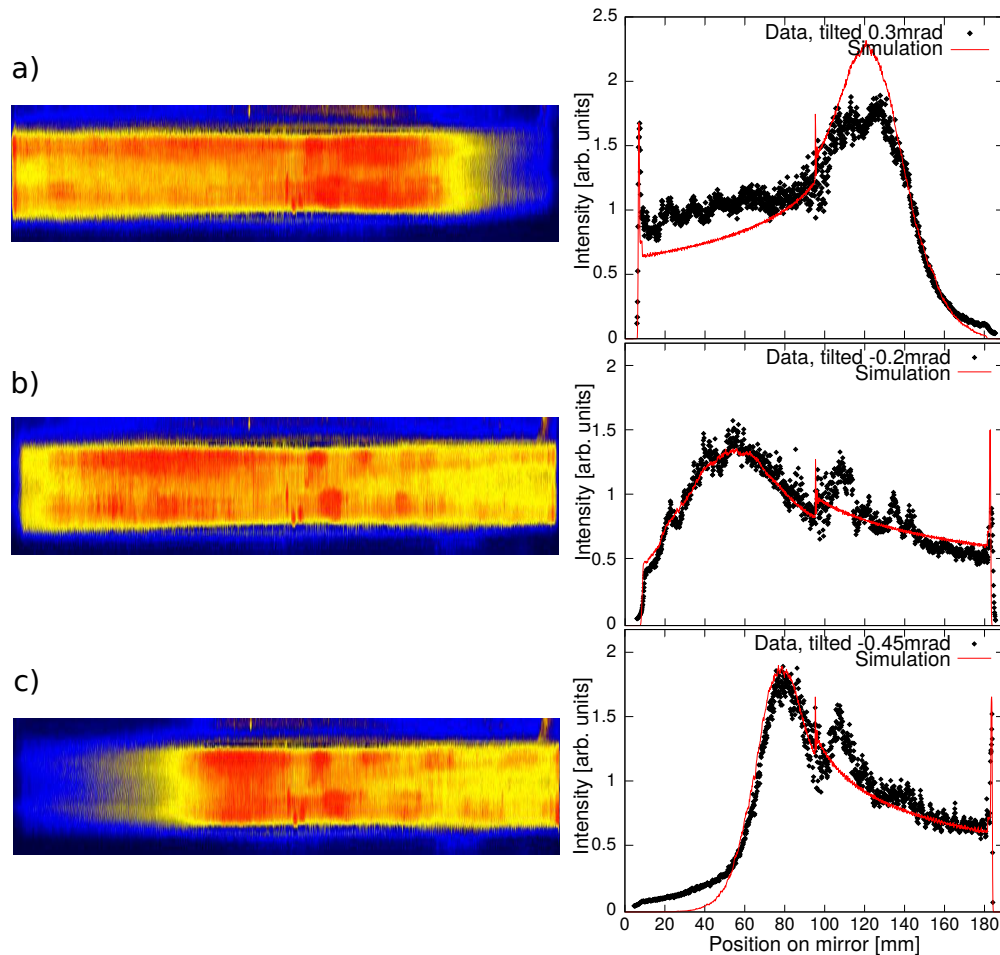 a)
2.5
2
1.5
1
0.5
0
Intensity [arb. units]
Data, tilted 0.3mrad
Simulation
b)
2
1.5
1
0.5
0
Intensity [arb. units]
Data, tilted -0.2mrad
Simulation
c)
2
1.5
1
0.5
0
Intensity [arb. units]
Data, tilted -0.45mrad
Simulation
0 20 40 60 80 100 120 140 160 180
Position on mirror [mm]